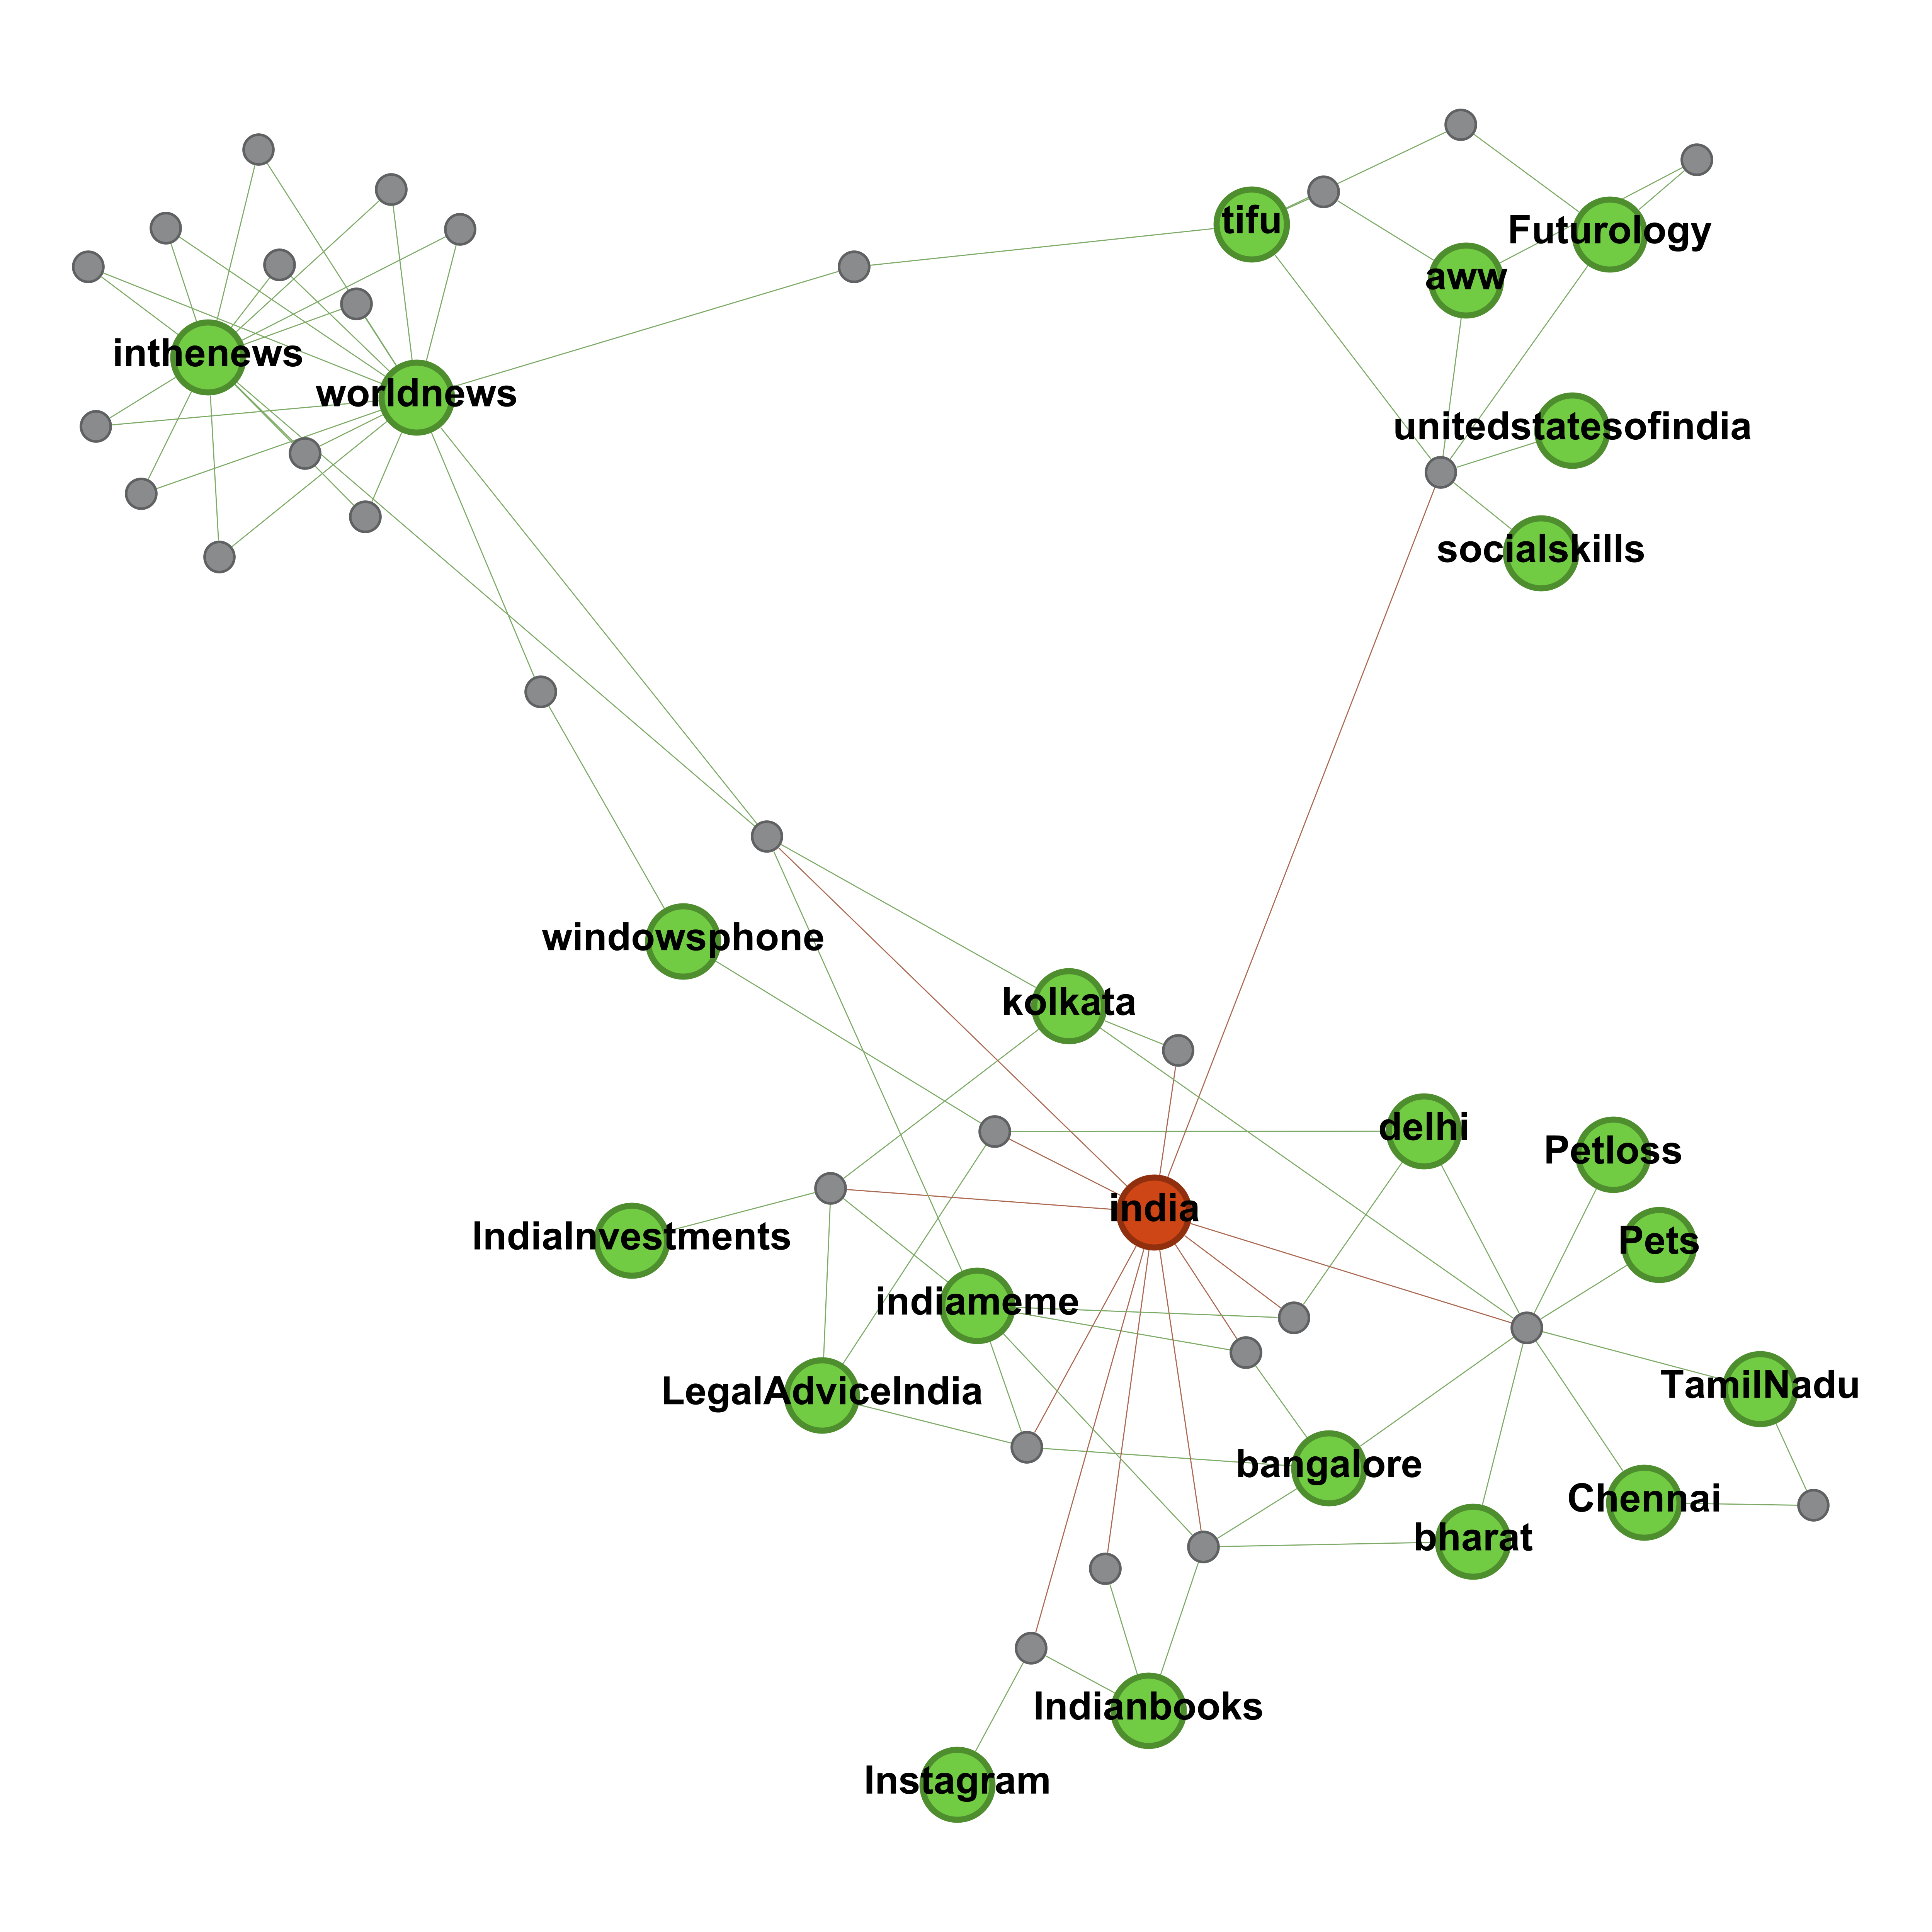 tifu
Futurology
aww
inthenews
worldnews
unitedstatesofindia
socialskills
windowsphone
kolkata
delhi
Petloss
india
IndiaInvestments
Pets
indiameme
LegalAdviceIndia
TamilNadu
bangalore
Chennai
bharat
Indianbooks
Instagram